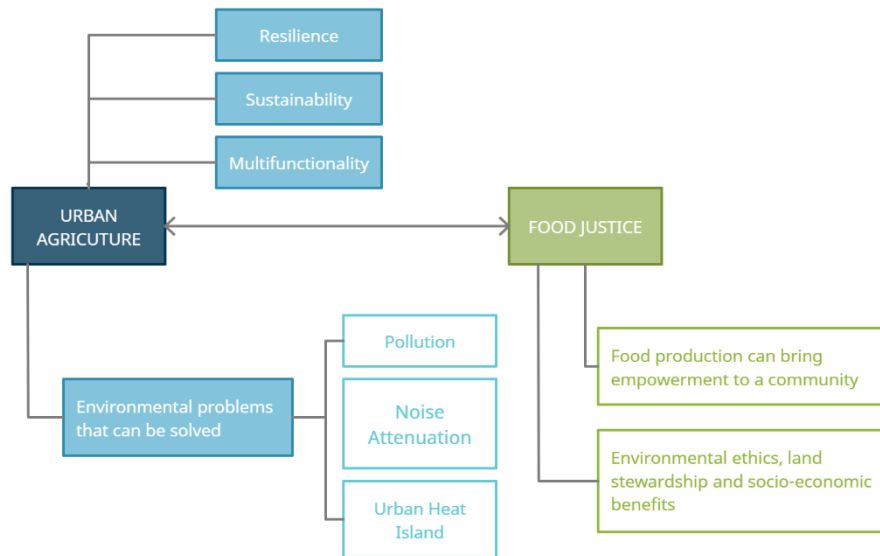 Resilience
Sustainability
Multifunctionality
URBAN
AGRICUTURE
FOOD JUSTICE
Pollution
Environmental problems
that can be solved
Noise
Attenuation
Urban Heat
Island
Food production can bring
empowerment to a community
Environmental ethics, land
stewardship and socio-economic
benefits